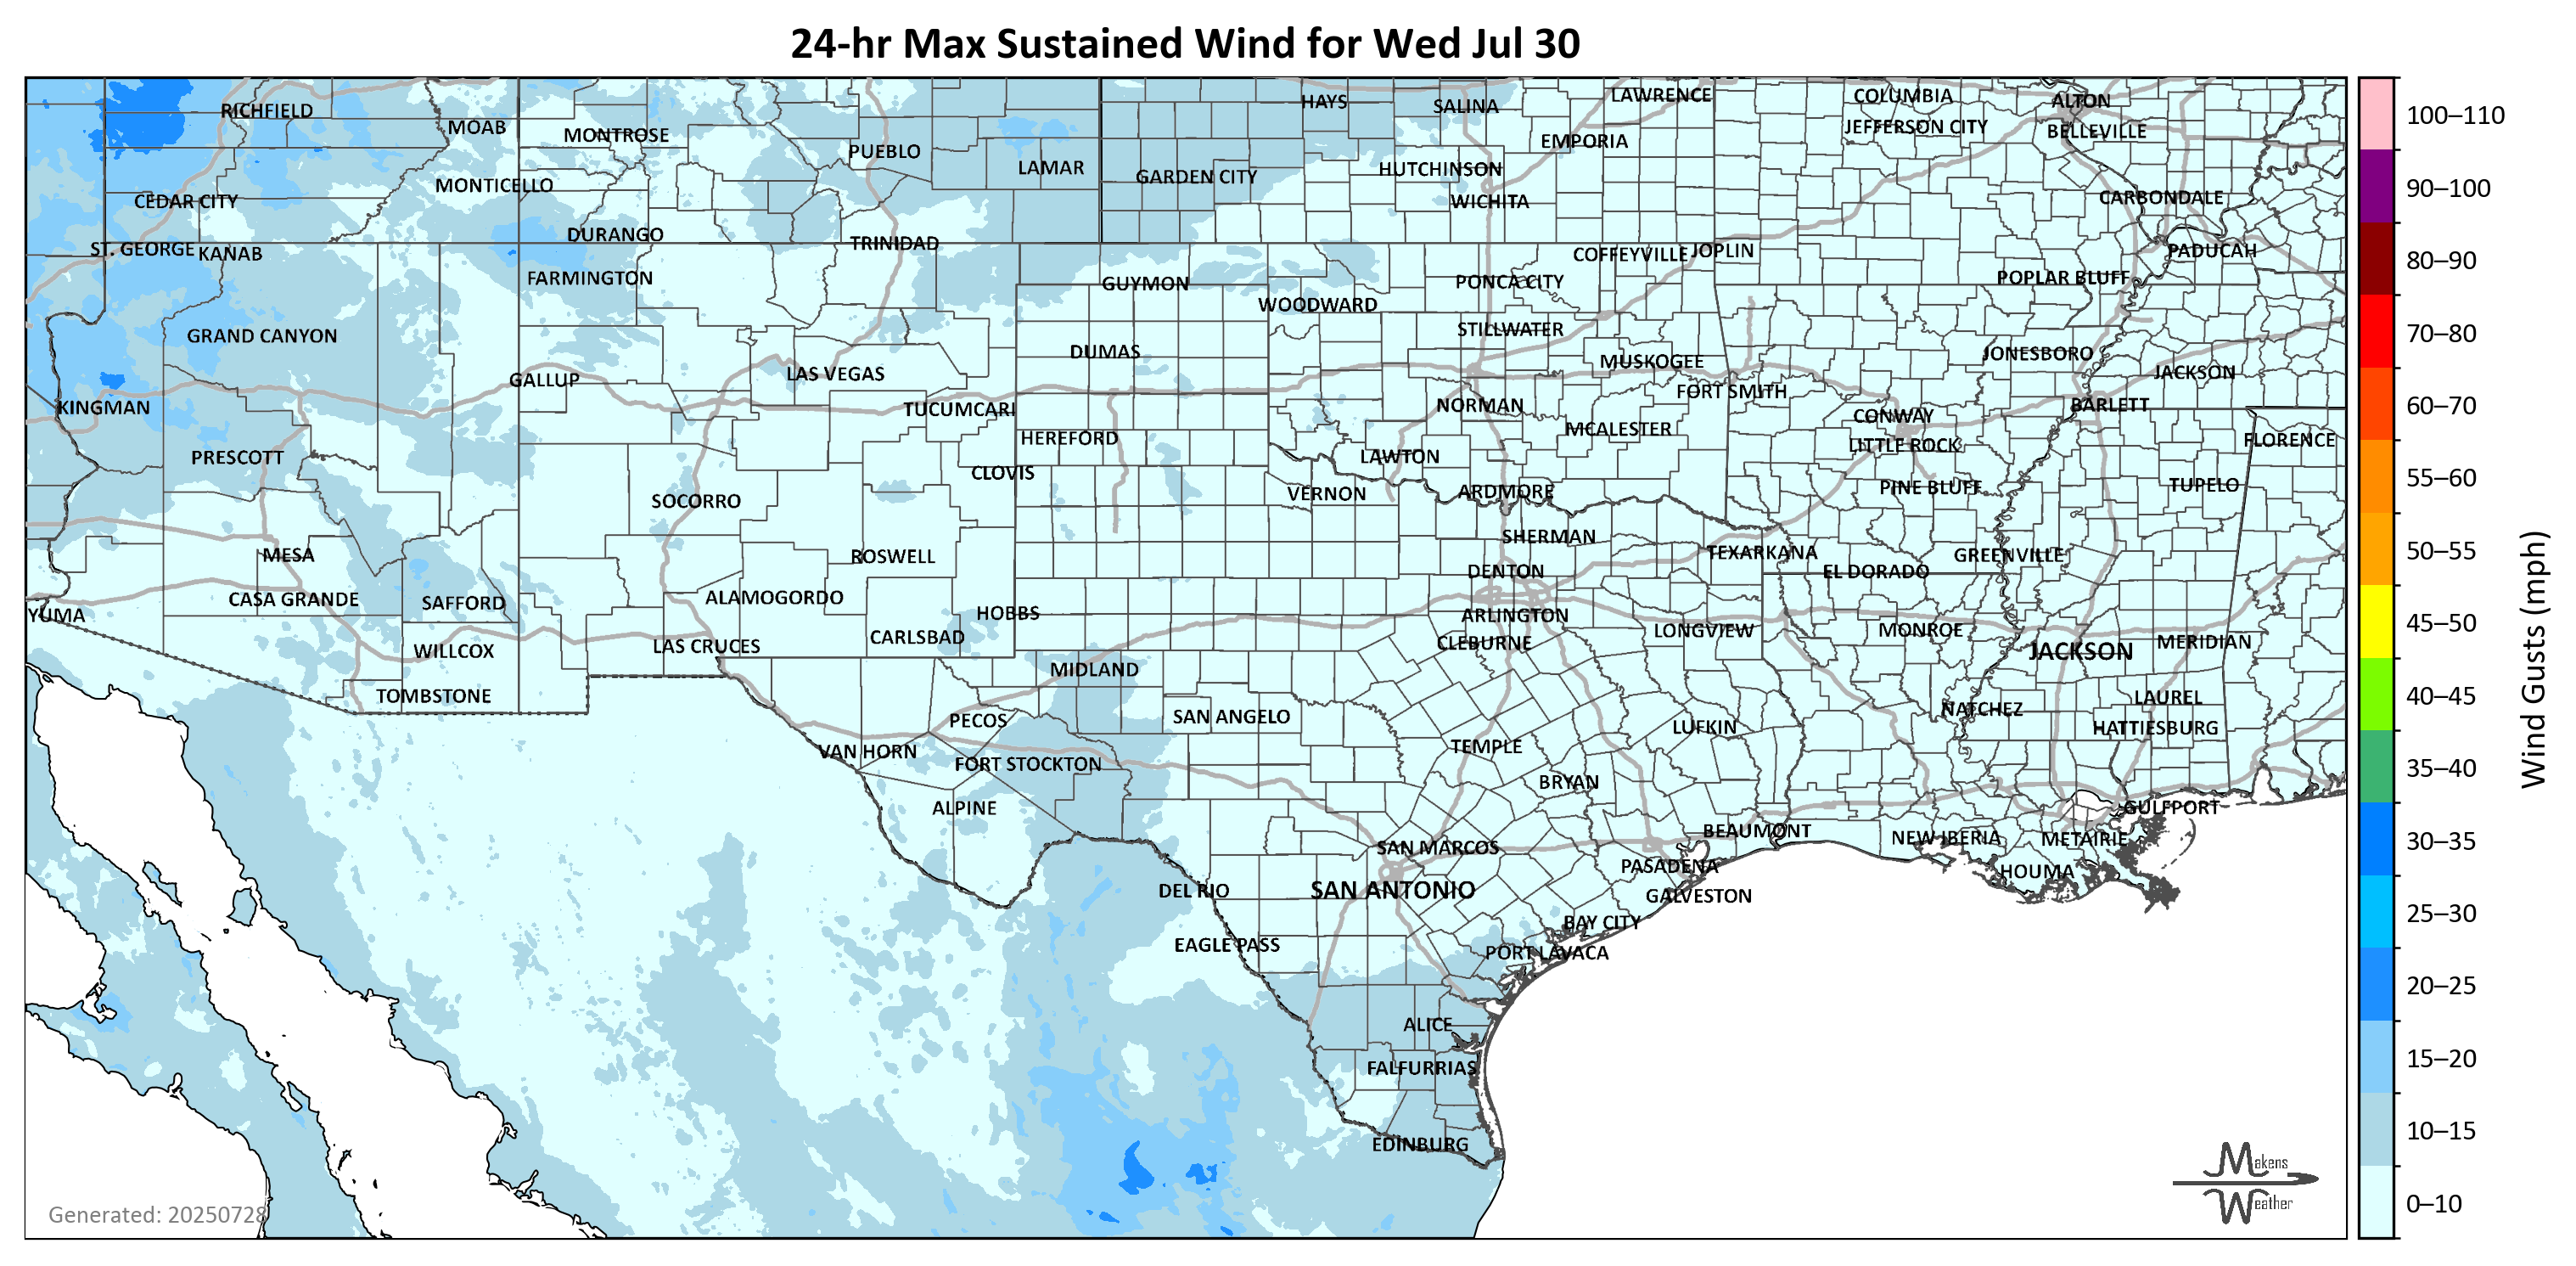 24-hr Max Sustained Wind for Wed Jul 30
RICHFIELD
MOAB
MONTROSE
PUEBLO
LAMAR
HAYS
SALINA
LAWRENCE
COLUMBIA
ALTON
EMPORIA
JEFFERSON CITY
BELLEVILLE
MONTICELLO
GARDEN CITY
HUTCHINSON
WICHITA
CARBONDALE
CEDAR CITY
DURANGO
TRINIDAD
ST. GEORGE
KANAB
FARMINGTON
GUYMON
COFFEYVILLE
JOPLIN
PADUCAH
POPLAR BLUFF
PONCA CITY
WOODWARD
GRAND CANYON
STILLWATER
DUMAS
MUSKOGEE
JONESBORO
JACKSON
GALLUP
LAS VEGAS
FORT SMITH
KINGMAN
TUCUMCARI
NORMAN
CONWAY
BARLETT
HEREFORD
MCALESTER
LITTLE ROCK
FLORENCE
PRESCOTT
CLOVIS
LAWTON
SOCORRO
VERNON
ARDMORE
PINE BLUFF
TUPELO
SHERMAN
MESA
ROSWELL
TEXARKANA
GREENVILLE
DENTON
EL DORADO
CASA GRANDE
SAFFORD
ALAMOGORDO
HOBBS
ARLINGTON
YUMA
CARLSBAD
CLEBURNE
LONGVIEW
MONROE
WILLCOX
LAS CRUCES
MIDLAND
JACKSON
MERIDIAN
TOMBSTONE
PECOS
SAN ANGELO
LAUREL
NATCHEZ
HATTIESBURG
VAN HORN
FORT STOCKTON
TEMPLE
LUFKIN
BRYAN
ALPINE
GULFPORT
BEAUMONT
NEW IBERIA
METAIRIE
SAN MARCOS
PASADENA
HOUMA
DEL RIO
SAN ANTONIO
GALVESTON
BAY CITY
EAGLE PASS
PORT LAVACA
ALICE
FALFURRIAS
EDINBURG
Generated: 20250728
Makens
Weather
100–110
90–100
80–90
70–80
60–70
55–60
50–55
45–50
40–45
35–40
30–35
25–30
20–25
15–20
10–15
0–10
Wind Gusts (mph)